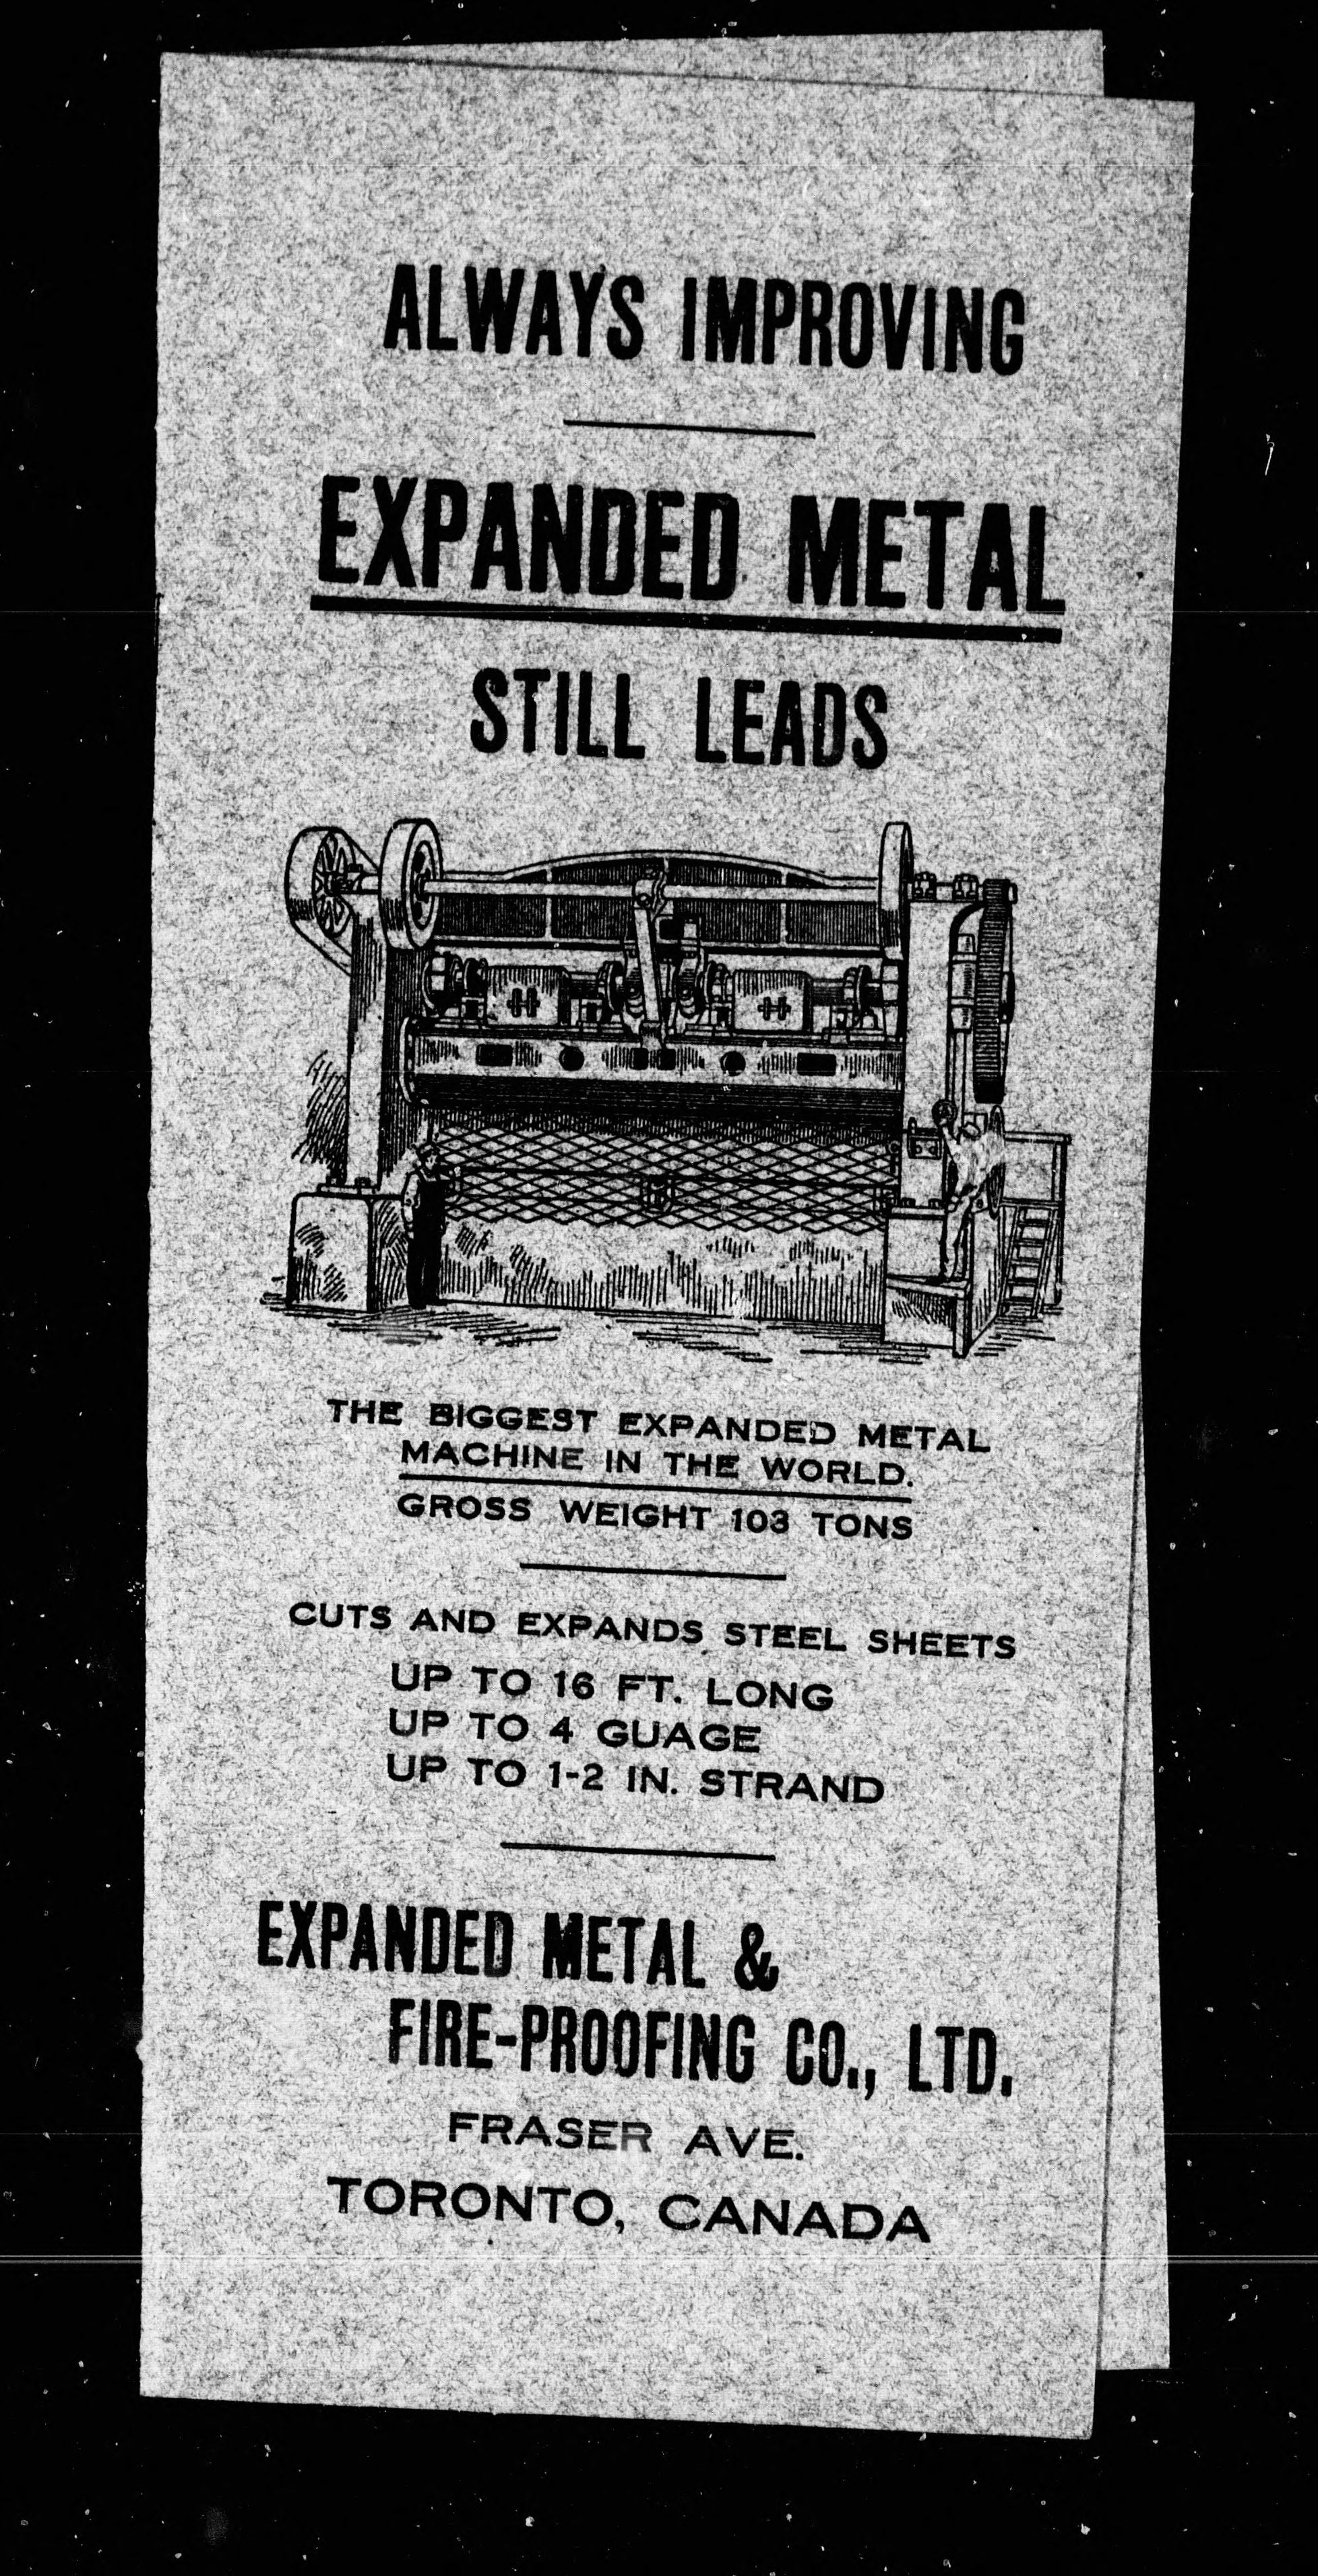 ALWAYS IMPROVING
EXPANDED METAL
STILL LEADS
THE BIGGEST EXPANDED METAL
MACHINE IN THE WORLD.
GROSS WEIGHT 103 TONS
CUTS AND EXPANDS STEEL SHEETS
UP TO 16 FT. LONG
UP TO 4 GUAGE
UP TO 1-2 IN. STRAND
EXPANDED METAL &
FIRE-PROOFING CO., LTD.
FRASER AVE.
TORONTO, CANADA